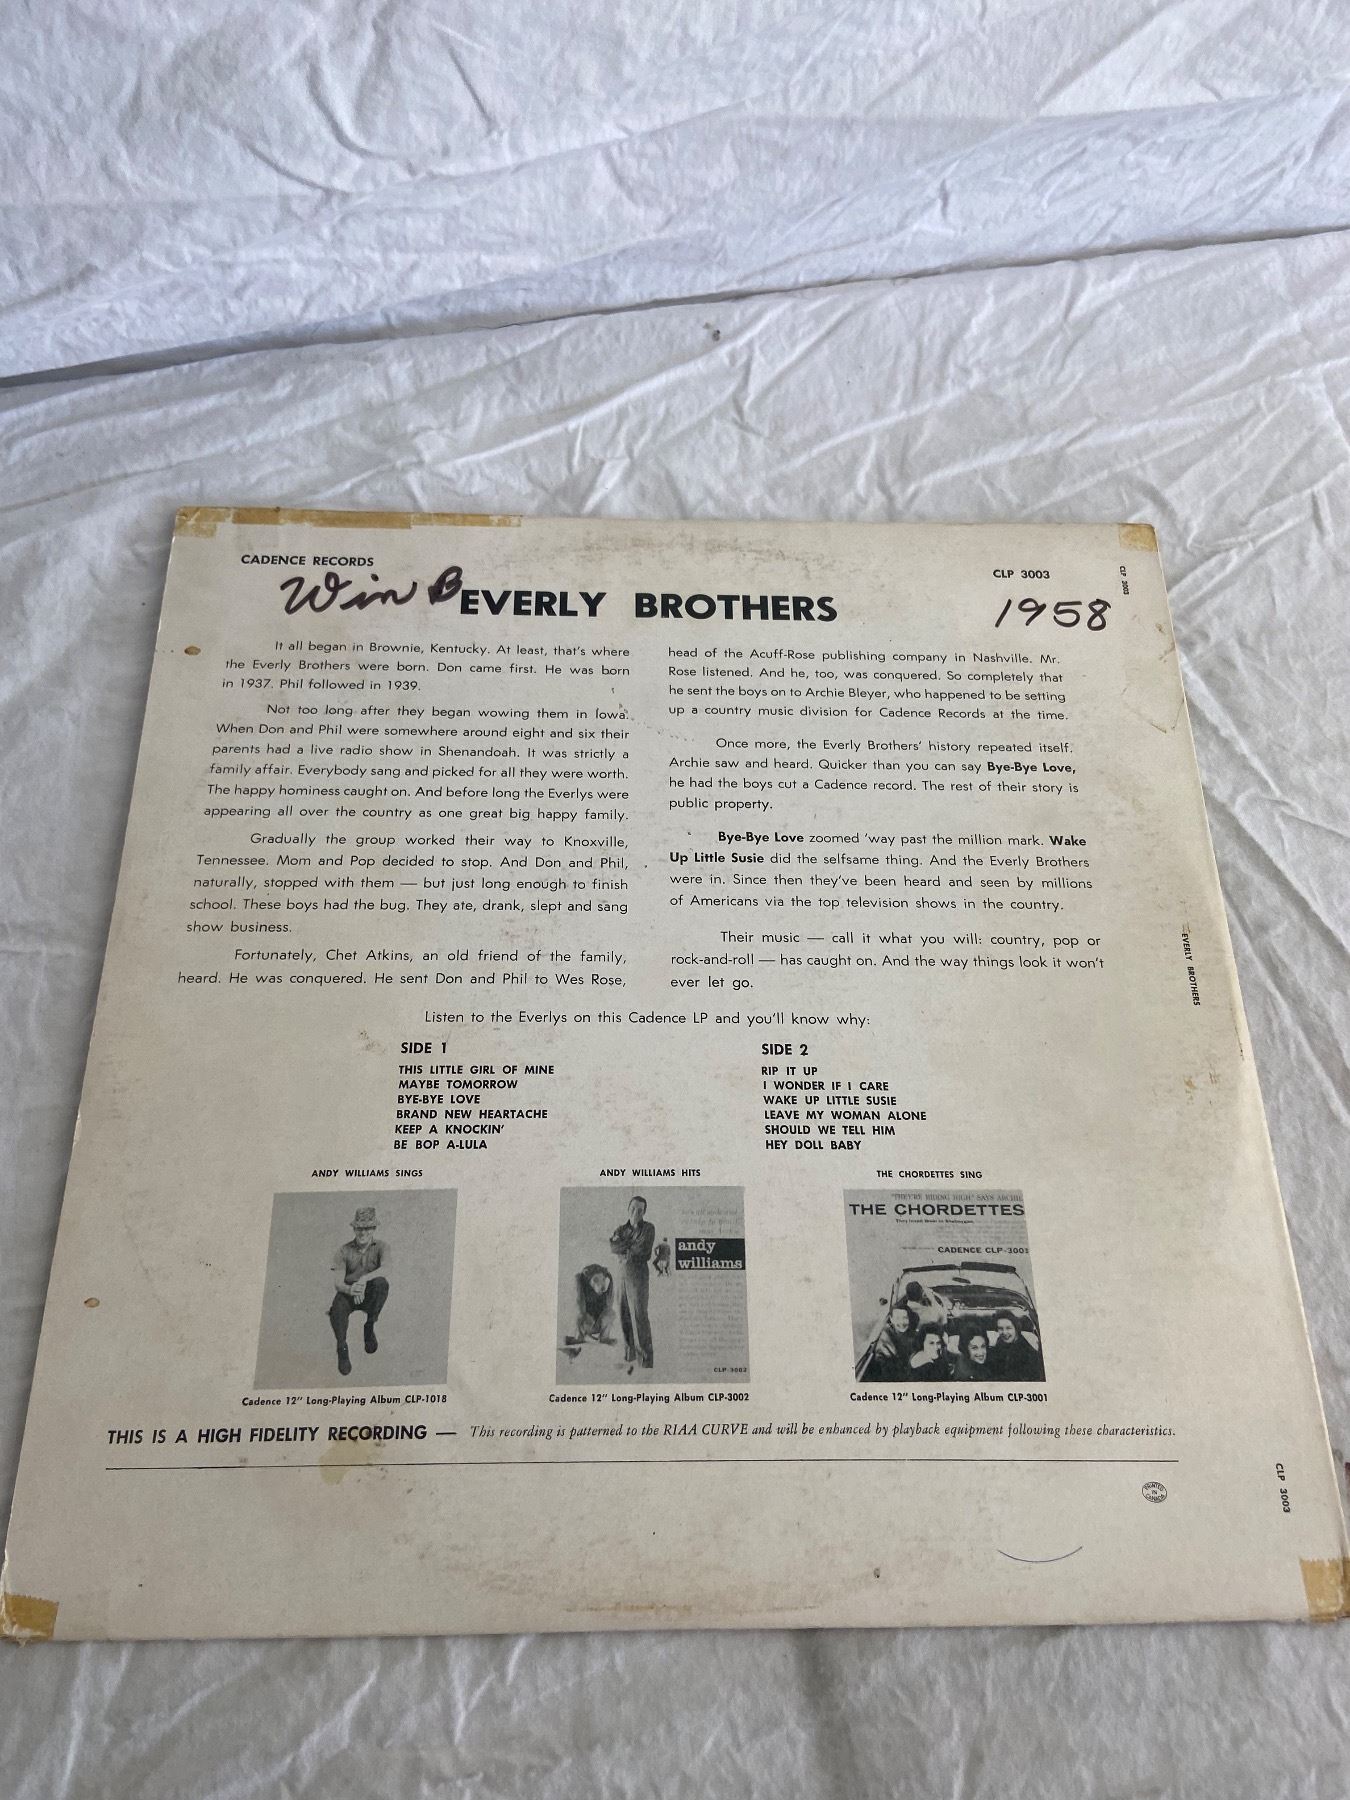 CADENCE RECORDS
CLP 3003
Win B
EVERLY BROTHERS
1958
It all began in Brownie, Kentucky. At least, that's where
the Everly Brothers were born. Don came first. He was born
in 1937. Phil followed in 1939.
Not too long after they began wowing them in Iowa.
When Don and Phil were somewhere around eight and six their
parents had a live radio show in Shenandoah. It was strictly a
family affair. Everybody sang and picked for all they were worth.
The happy hominess caught on. And before long the Everlys were
appearing all over the country as one great big happy family.
Gradually the group worked their way to Knoxville,
Tennessee. Mom and Pop decided to stop. And Don and Phil,
naturally, stopped with them — but just long enough to finish
school. These boys had the bug. They ate, drank, slept and sang
show business.
Fortunately, Chet Atkins, an old friend of the family,
heard. He was conquered. He sent Don and Phil to Wes Rose,
head of the Acuff-Rose publishing company in Nashville. Mr.
Rose listened. And he, too, was conquered. So completely that
he sent the boys on to Archie Bleyer, who happened to be setting
up a country music division for Cadence Records at the time.
Once more, the Everly Brothers' history repeated itself.
Archie saw and heard. Quicker than you can say Bye-Bye Love,
he had the boys cut a Cadence record. The rest of their story is
public property.
Bye-Bye Love zoomed 'way past the million mark. Wake
Up Little Susie did the selfsame thing. And the Everly Brothers
were in. Since then they've been heard and seen by millions
of Americans via the top television shows in the country.
Their music — call it what you will: country, pop or
rock-and-roll — has caught on. And the way things look it won't
ever let go.
Listen to the Everlys on this Cadence LP and you'll know why:
SIDE 1
THIS LITTLE GIRL OF MINE
MAYBE TOMORROW
BYE-BYE LOVE
BRAND NEW HEARTACHE
KEEP A KNOCKIN'
BE BOP A-LULA
SIDE 2
RIP IT UP
I WONDER IF I CARE
WAKE UP LITTLE SUSIE
LEAVE MY WOMAN ALONE
SHOULD WE TELL HIM
HEY DOLL BABY
ANDY WILLIAMS SINGS
Cadence 12" Long-Playing Album CLP-1018
ANDY WILLIAMS HITS
andy
williams
CLP 3002
Cadence 12" Long-Playing Album CLP-3002
THE CHORDETTES SING
"THEY'RE RIDING HIGH" SAYS ARCHIE
THE CHORDETTES
CADENCE CLP-3001
Cadence 12" Long-Playing Album CLP-3001
THIS IS A HIGH FIDELITY RECORDING — This recording is patterned to the RIAA CURVE and will be enhanced by playback equipment following these characteristics.
PRINTED
IN
CANADA
CLP 3003
EVERLY BROTHERS
CLP 3003